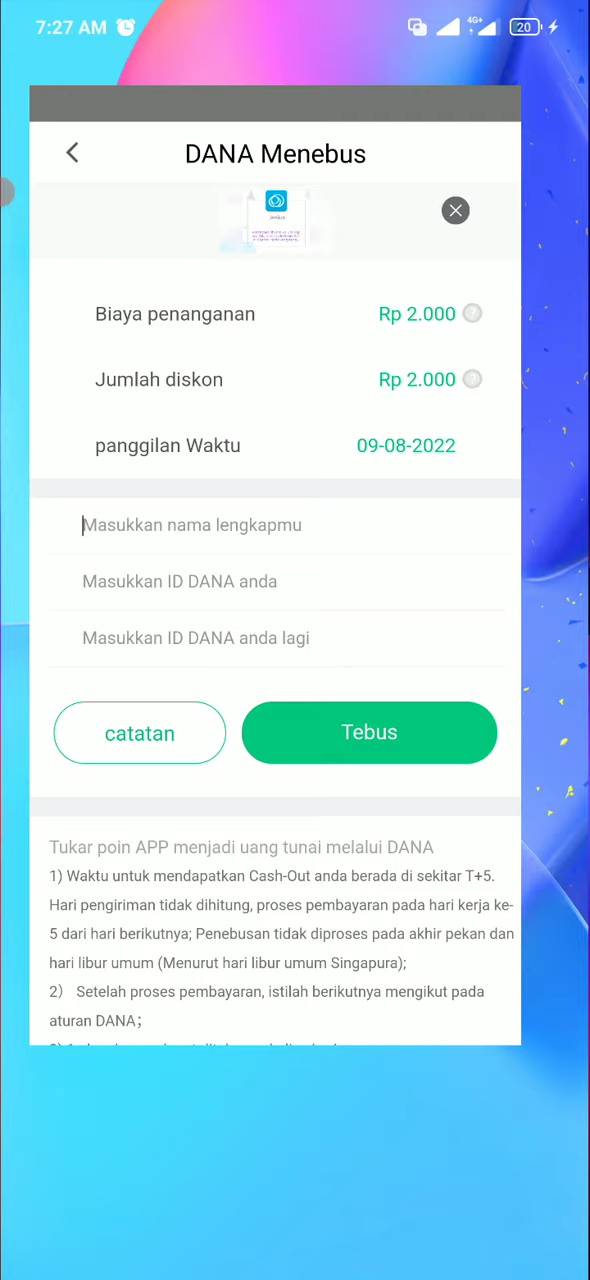 7:27 AM
4G+
20
DANA Menebus
Biaya penanganan
Rp 2.000
?
Jumlah diskon
Rp 2.000
?
panggilan Waktu
09-08-2022
Masukkan nama lengkapmu
Masukkan ID DANA anda
Masukkan ID DANA anda lagi
catatan
Tebus
Tukar poin APP menjadi uang tunai melalui DANA
1) Waktu untuk mendapatkan Cash-Out anda berada di sekitar T+5.
Hari pengiriman tidak dihitung, proses pembayaran pada hari kerja ke-
5 dari hari berikutnya; Penebusan tidak diproses pada akhir pekan dan
hari libur umum (Menurut hari libur umum Singapura);
2） Setelah proses pembayaran, istilah berikutnya mengikut pada
aturan DANA；